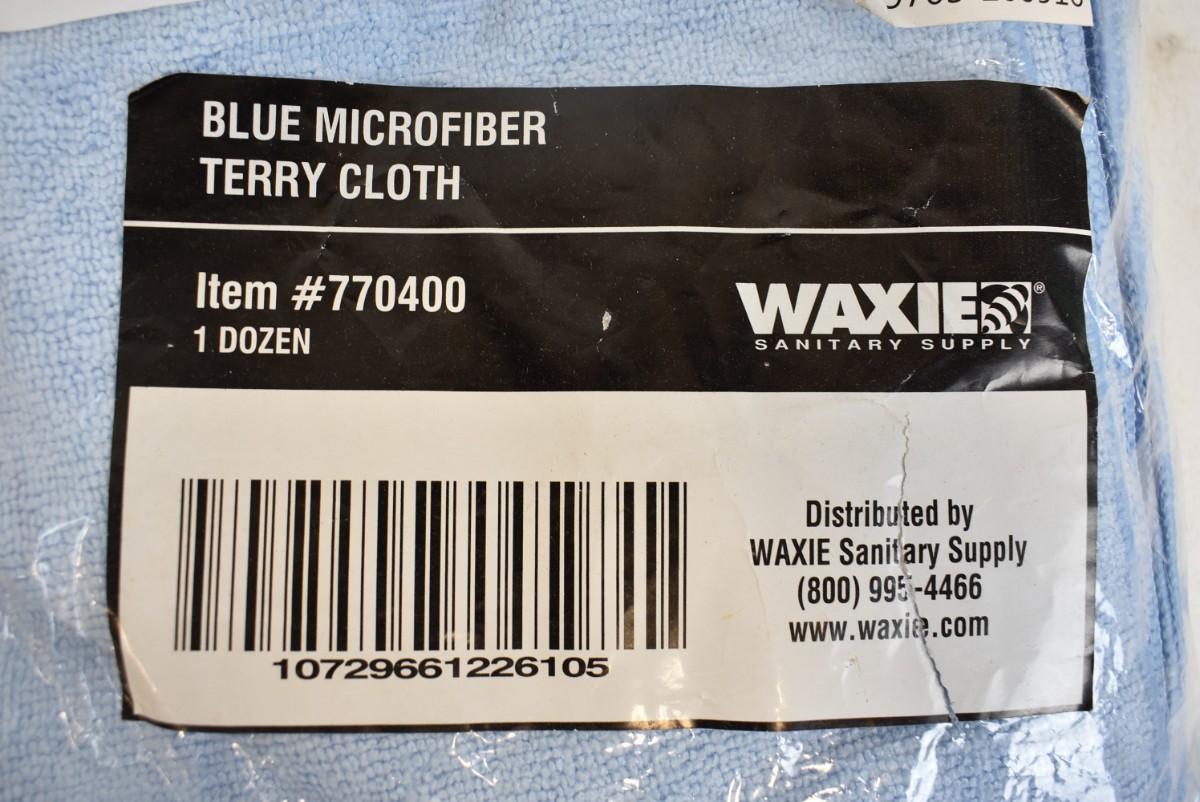 BLUE MICROFIBER
TERRY CLOTH
Item #770400
1 DOZEN
WAXIE®
SANITARY SUPPLY
Distributed by
WAXIE Sanitary Supply
(800) 995-4466
www.waxie.com
10729661226105